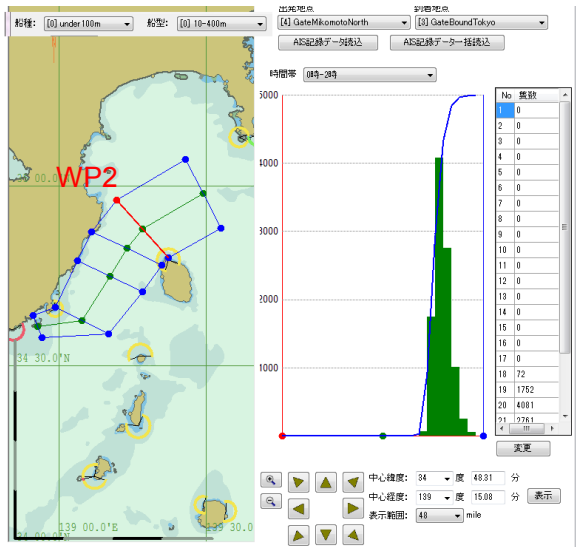 出発地点 到着地点
船種: [0] under100m 船型: [0] 10-400m [4] GateMikomotoNorth [3] GateBoundTokyo
AIS記録データ読込 AIS記録データ一括読込
時間帯 0時-2時
5000
4000
3000
2000
1000
No 隻数
1 0
2 0
3 0
4 0
5 0
6 0
7 0
8 0
9 0
10 0
11 0
12 0
13 0
14 0
15 0
16 0
17 0
18 72
19 1752
20 4081
21 2761
変更
WP2
00.0'N
34 30.0'N
139 00.0'E
139 30.0
34 00.0'N
中心緯度: 34 度 48.31 分
中心経度: 139 度 15.08 分 表示
表示範囲: 48 mile